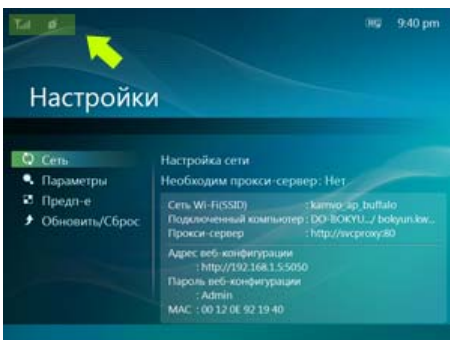 9:40 pm
Настройки
Сеть
Параметры
Предп-е
Обновить/Сброс
Настройка сети
Необходим прокси-сервер: Нет
Сеть Wi-Fi(SSID) : kamvo_ap_buffalo
Подключенный компьютер : DO-BOKYU.../ bokyun.kw...
Прокси-сервер : http://svcproxy:80
Адрес веб-конфигурации
: http://192.168.1.5:5050
Пароль веб-конфигурации
: Admin
MAC : 00 12 0E 92 19 40